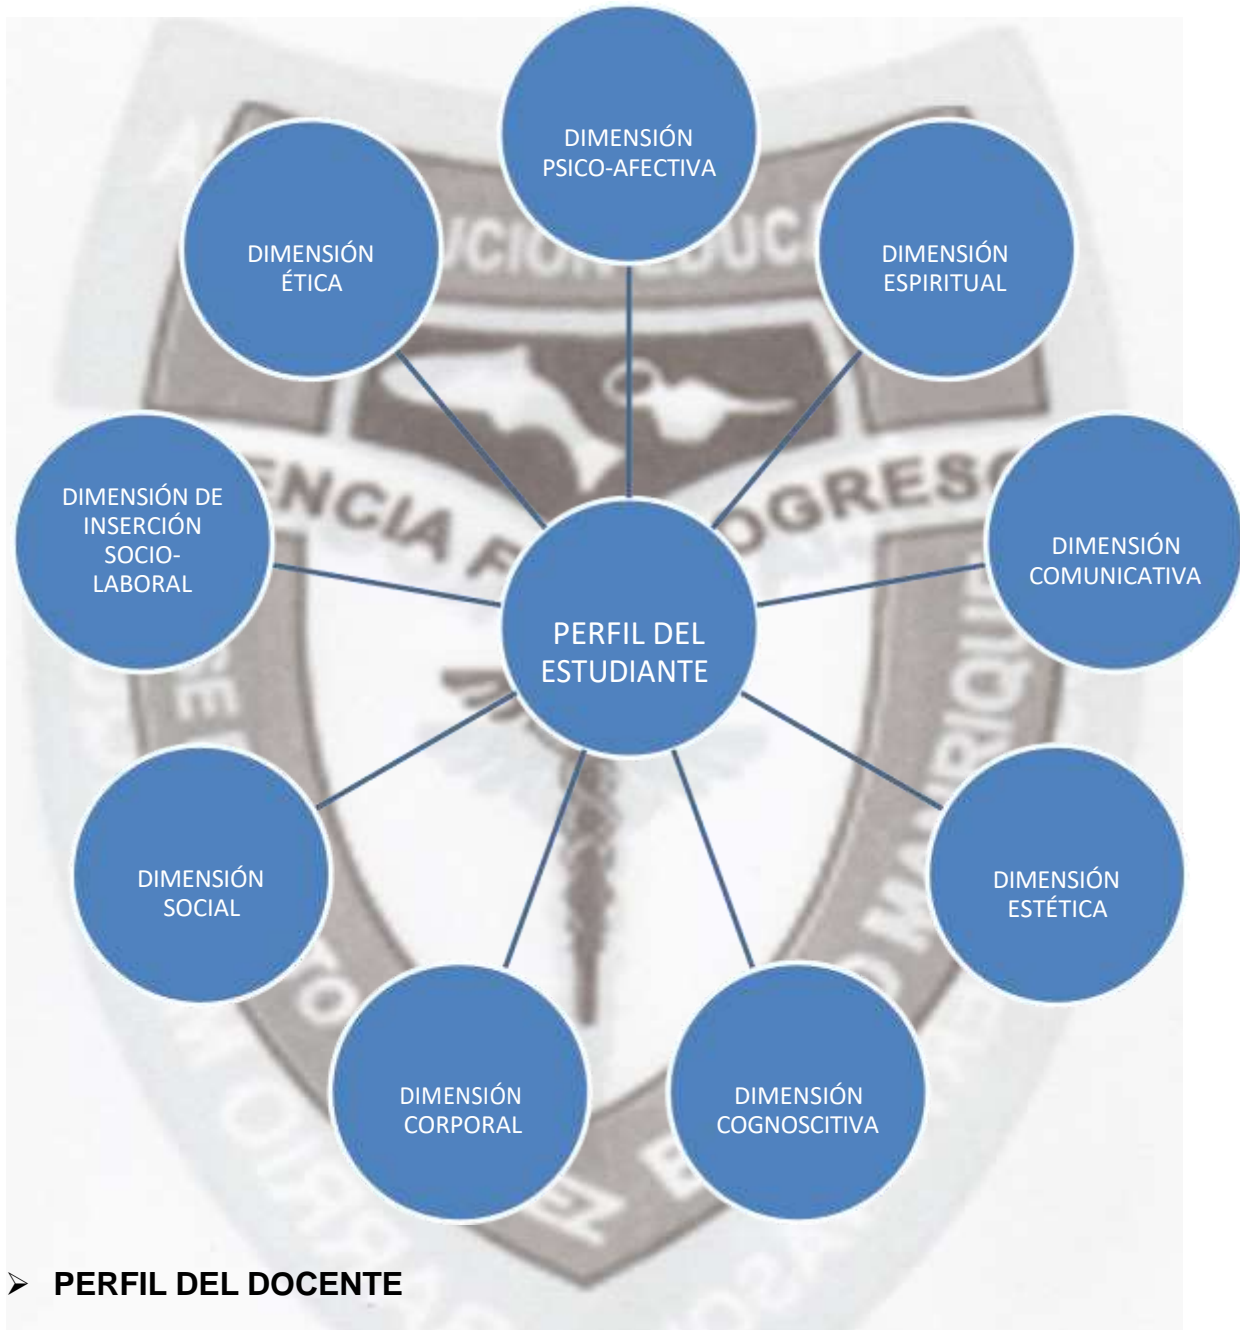 DIMENSIÓN
PSICO-AFECTIVA
DIMENSIÓN
ÉTICA
DIMENSIÓN
ESPIRITUAL
DIMENSIÓN DE
INSERCIÓN
SOCIO-
LABORAL
DIMENSIÓN
COMUNICATIVA
PERFIL DEL
ESTUDIANTE
DIMENSIÓN
SOCIAL
DIMENSIÓN
ESTÉTICA
DIMENSIÓN
CORPORAL
DIMENSIÓN
COGNOSCITIVA
➢ PERFIL DEL DOCENTE